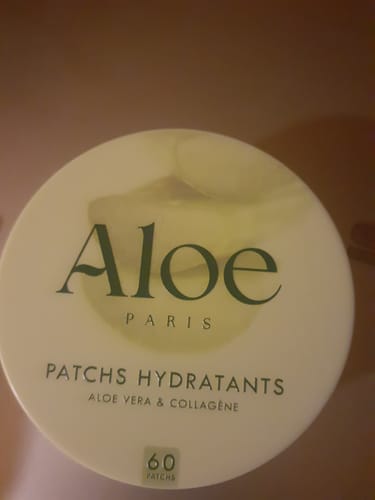 Aloe
PARIS
PATCHS HYDRATANTS
ALOE VERA & COLLAGÈNE
60
PATCHS